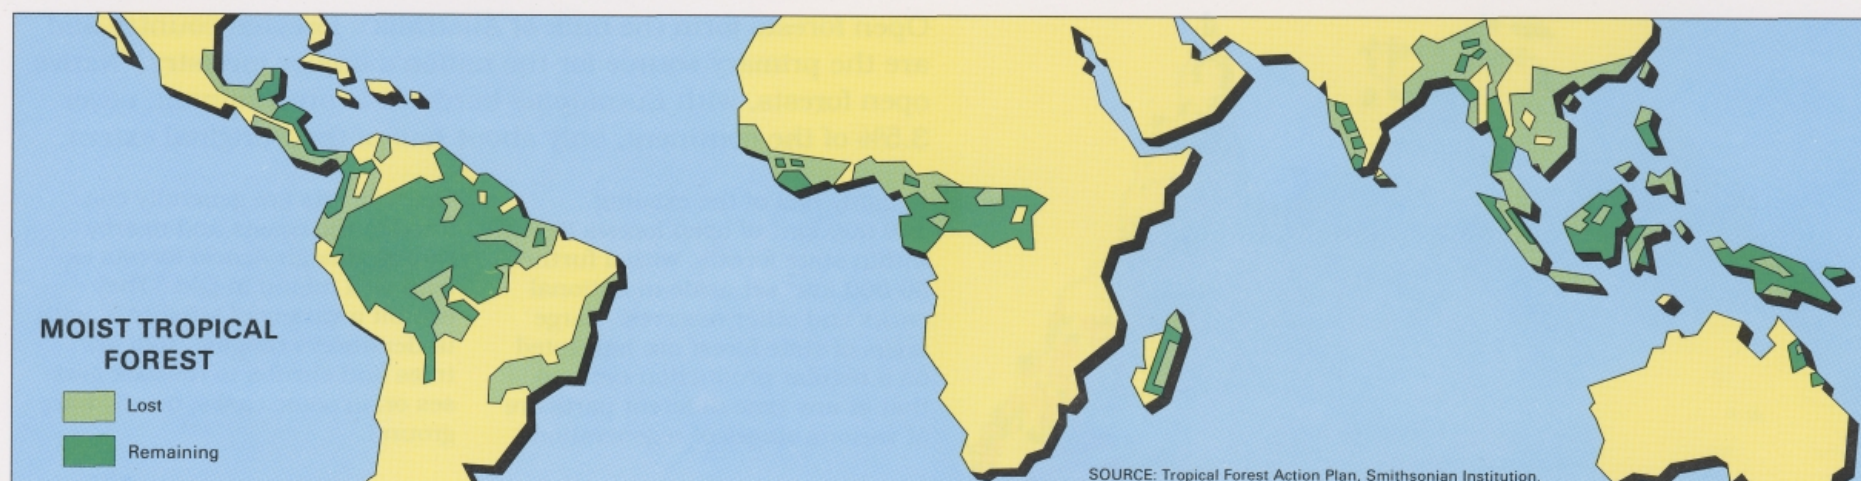 MOIST TROPICAL
FOREST
Lost
Remaining
SOURCE: Tropical Forest Action Plan, Smithsonian Institution.